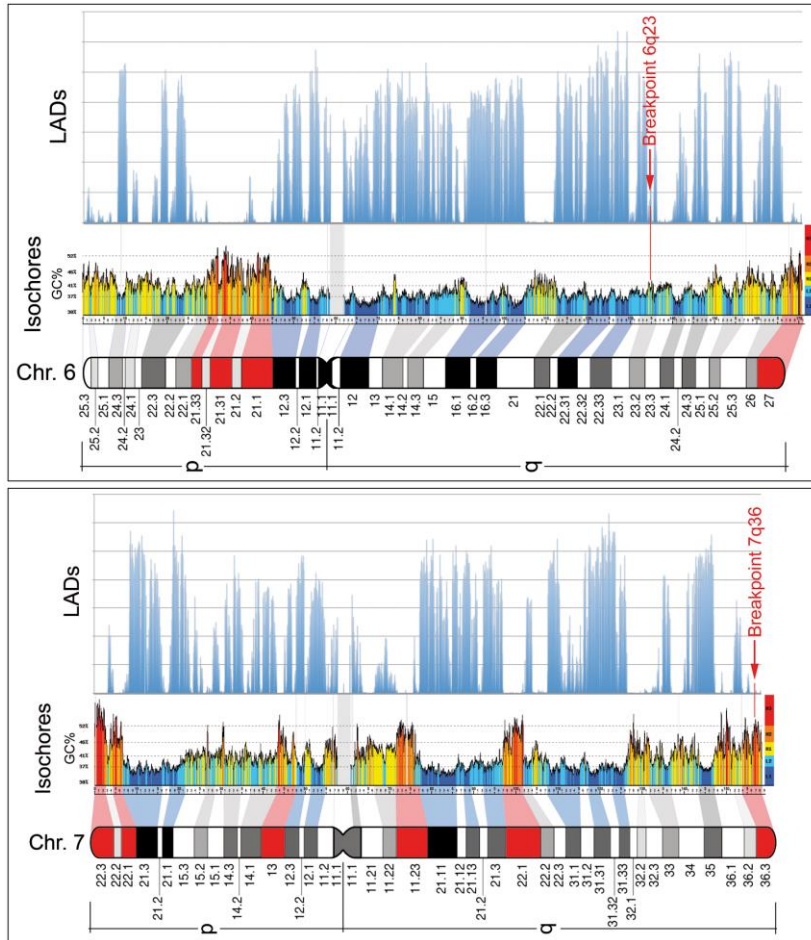 LADs
Breakpoint 6q23
Isochores
GC%
Chr. 6
25.3 25.1 24.3 24.1 22.3 22.2 22.1 21.33 21.31 21.2 21.1 12.3 12.1 11.1 11.1 12 13 14.1 14.2 14.3 15 16.1 16.2 16.3 21 22.1 22.2 22.31 22.32 22.33 23.1 23.2 23.3 24.1 24.3 25.1 25.2 25.3 26 27
25.2 24.2 23 21.32 12.2 11.2 11.2 24.2
p q
LADs
Breakpoint 7q36
Isochores
GC%
Chr. 7
22.3 22.2 22.1 21.3 21.1 15.3 15.2 15.1 14.3 14.1 13 12.3 12.1 11.2 11.1 11.1 11.21 11.22 11.23 21.11 21.12 21.13 21.3 22.1 22.2 22.3 31.1 31.2 31.31 31.33 32.2 32.3 33 34 35 36.1 36.2 36.3
21.2 14.2 12.2 21.2 31.32 32.1
p q